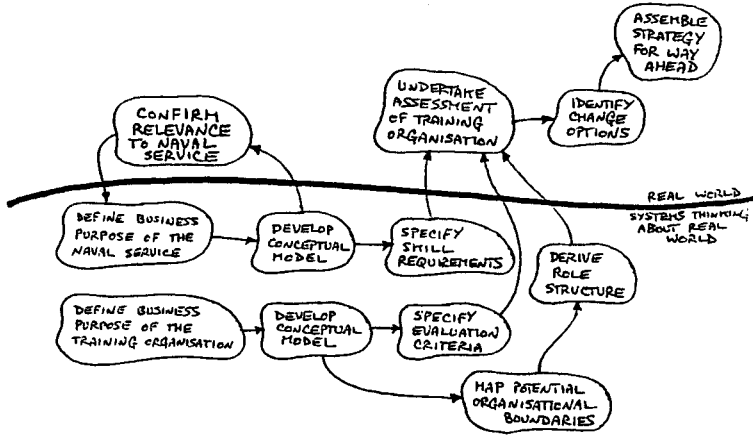 ASSEMBLE
STRATEGY
FOR WAY
AHEAD
UNDERTAKE
ASSESSMENT
OF TRAINING
ORGANISATION
IDENTIFY
CHANGE
OPTIONS
CONFIRM
RELEVANCE
TO NAVAL
SERVICE
REAL WORLD
SYSTEMS THINKING
ABOUT REAL
WORLD
DEFINE BUSINESS
PURPOSE OF THE
NAVAL SERVICE
DEVELOP
CONCEPTUAL
MODEL
SPECIFY
SKILL
REQUIREMENTS
DERIVE
ROLE
STRUCTURE
DEFINE BUSINESS
PURPOSE OF THE
TRAINING ORGANISATION
DEVELOP
CONCEPTUAL
MODEL
SPECIFY
EVALUATION
CRITERIA
MAP POTENTIAL
ORGANISATIONAL
BOUNDARIES